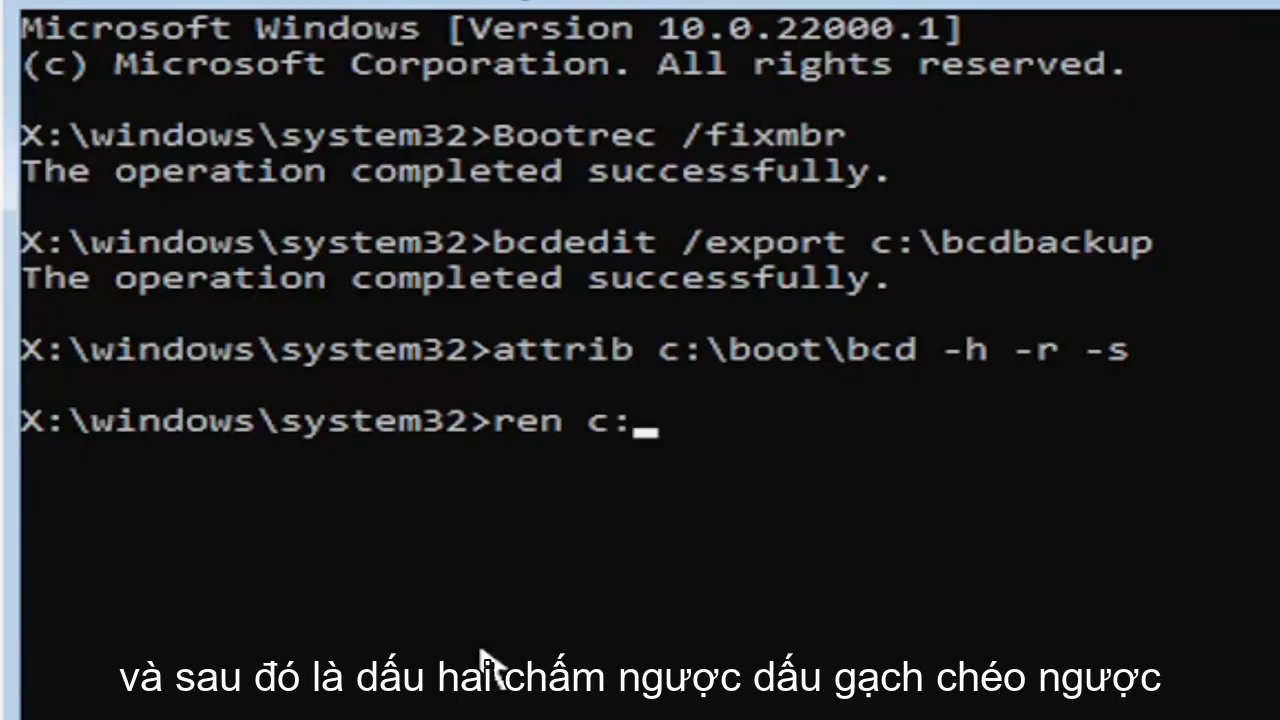 Microsoft Windows [Version 10.0.22000.1]
(c) Microsoft Corporation. All rights reserved.
X:\windows\system32>Bootrec /fixmbr
The operation completed successfully.
X:\windows\system32>bcdedit /export c:\bcdbackup
The operation completed successfully.
X:\windows\system32>attrib c:\boot\bcd -h -r -s
X:\windows\system32>ren c:
và sau đó là dấu hai chấm ngược dấu gạch chéo ngược